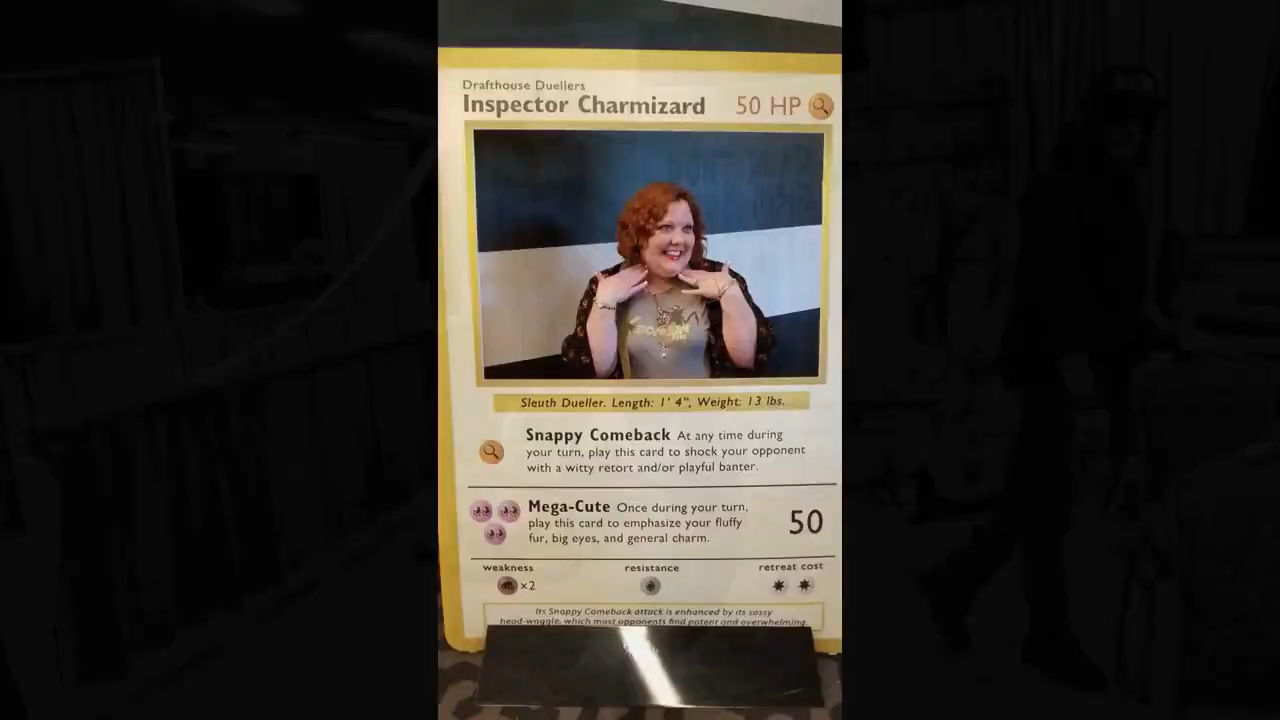 Drafthouse Duellers
Inspector Charmizard 50 HP
Sleuth Dueller. Length: 1' 4", Weight: 13 lbs.
Snappy Comeback At any time during
your turn, play this card to shock your opponent
with a witty retort and/or playful banter.
Mega-Cute Once during your turn,
play this card to emphasize your fluffy
fur, big eyes, and general charm.
50
weakness resistance retreat cost
×2
Its Snappy Comeback attack is enhanced by its sassy
head-waggle, which most opponents find potent and overwhelming.